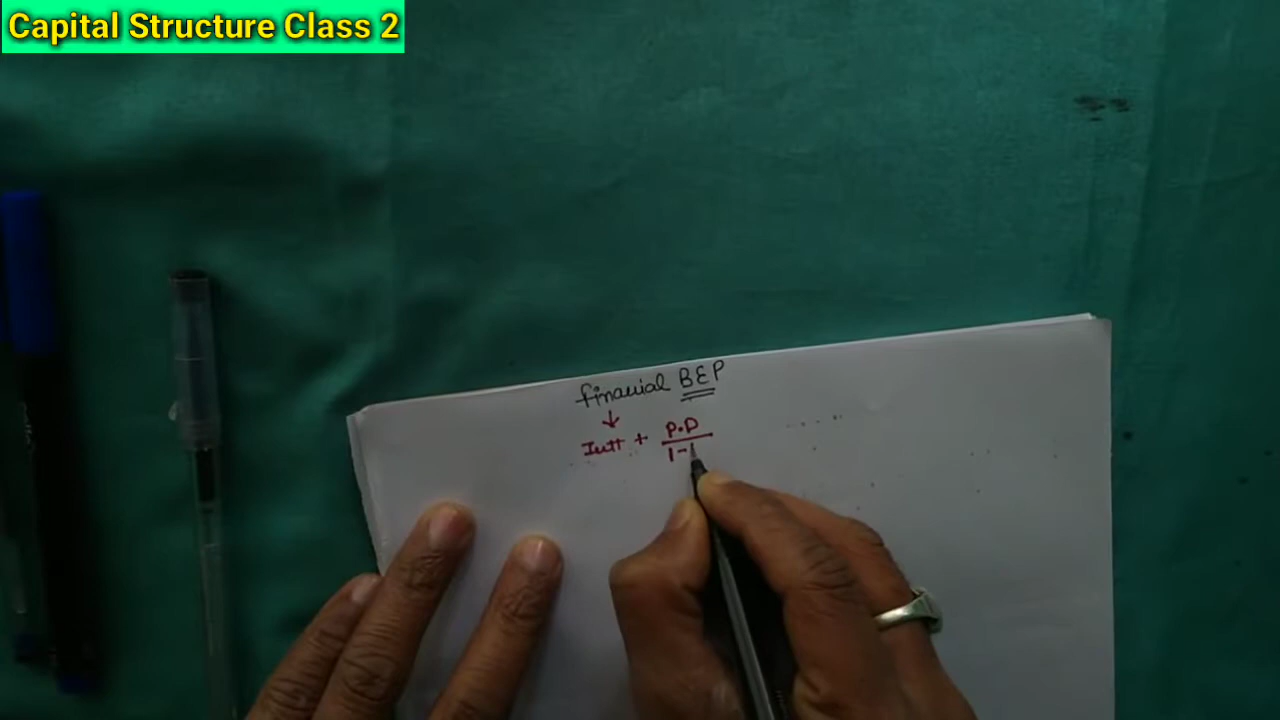 Capital Structure Class 2
financial BEP
↓
Intt + P.D
1-